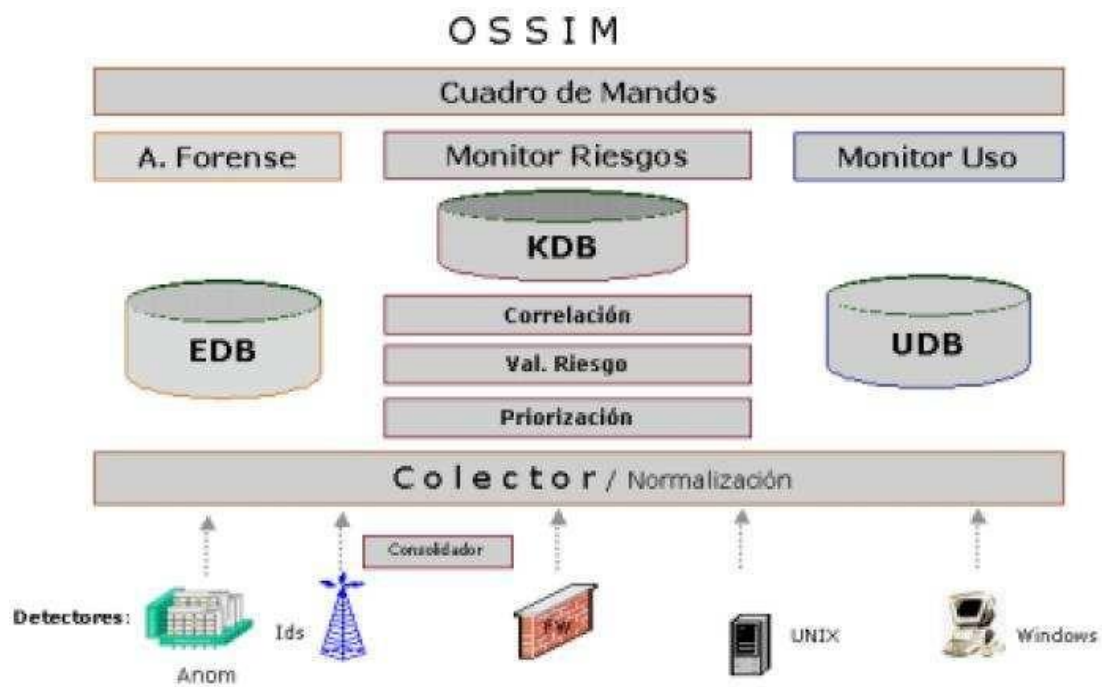 OSSIM
Cuadro de Mandos
A. Forense
Monitor Riesgos
Monitor Uso
KDB
EDB
Correlación
UDB
Val. Riesgo
Priorización
Colector / Normalización
Consolidador
Detectores:
Anom
Ids
FW
UNIX
Windows